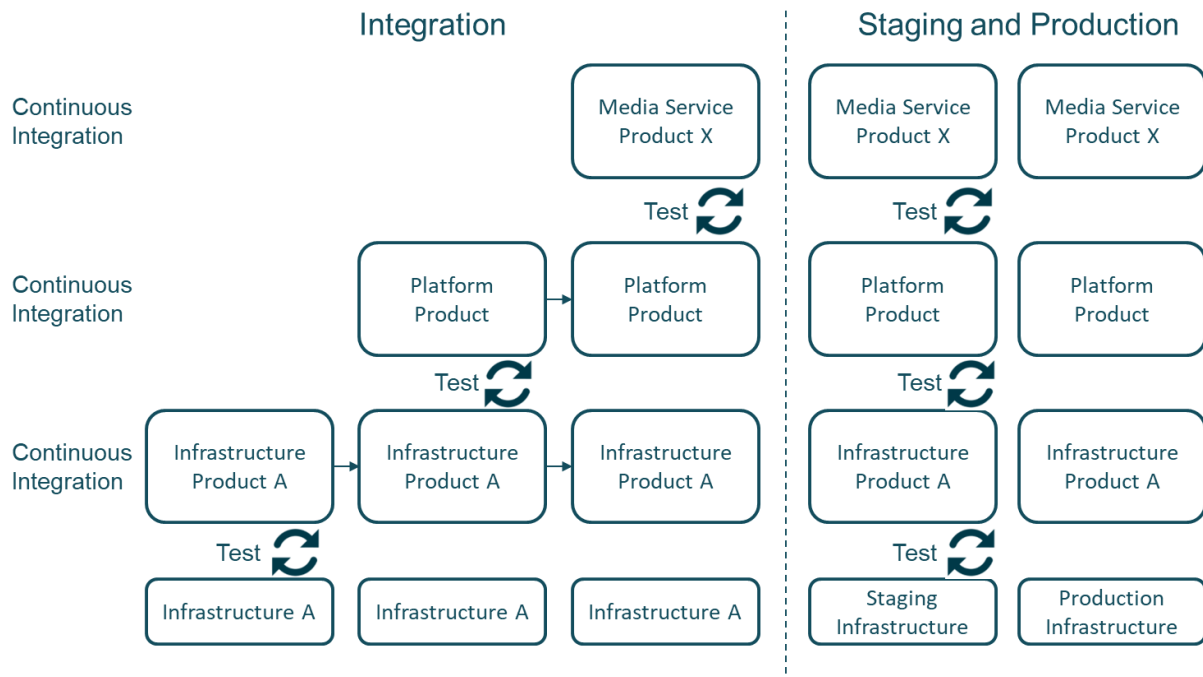 Integration
Staging and Production
Continuous
Integration
Media Service
Product X
Media Service
Product X
Media Service
Product X
Test
Test
Continuous
Integration
Platform
Product
Platform
Product
Platform
Product
Platform
Product
Test
Test
Continuous
Integration
Infrastructure
Product A
Infrastructure
Product A
Infrastructure
Product A
Infrastructure
Product A
Infrastructure
Product A
Test
Test
Infrastructure A
Infrastructure A
Infrastructure A
Staging
Infrastructure
Production
Infrastructure